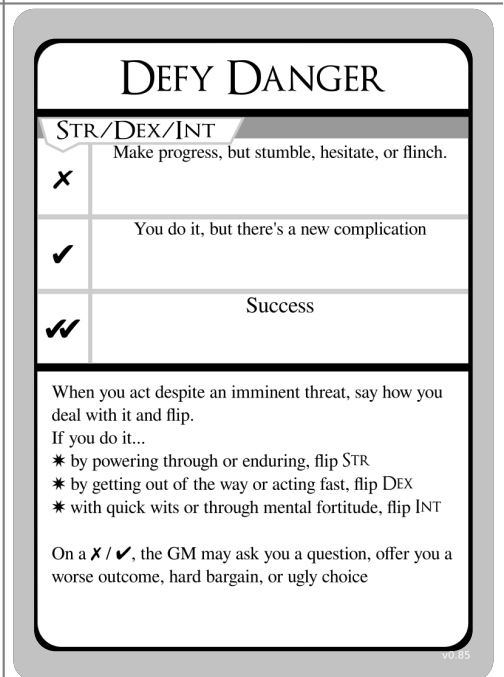 DEFY DANGER
STR/DEX/INT
✗ Make progress, but stumble, hesitate, or flinch.
✔ You do it, but there's a new complication
✔✔ Success
When you act despite an imminent threat, say how you
deal with it and flip.
If you do it...
✷ by powering through or enduring, flip STR
✷ by getting out of the way or acting fast, flip DEX
✷ with quick wits or through mental fortitude, flip INT
On a ✗ / ✔, the GM may ask you a question, offer you a
worse outcome, hard bargain, or ugly choice
v0.85